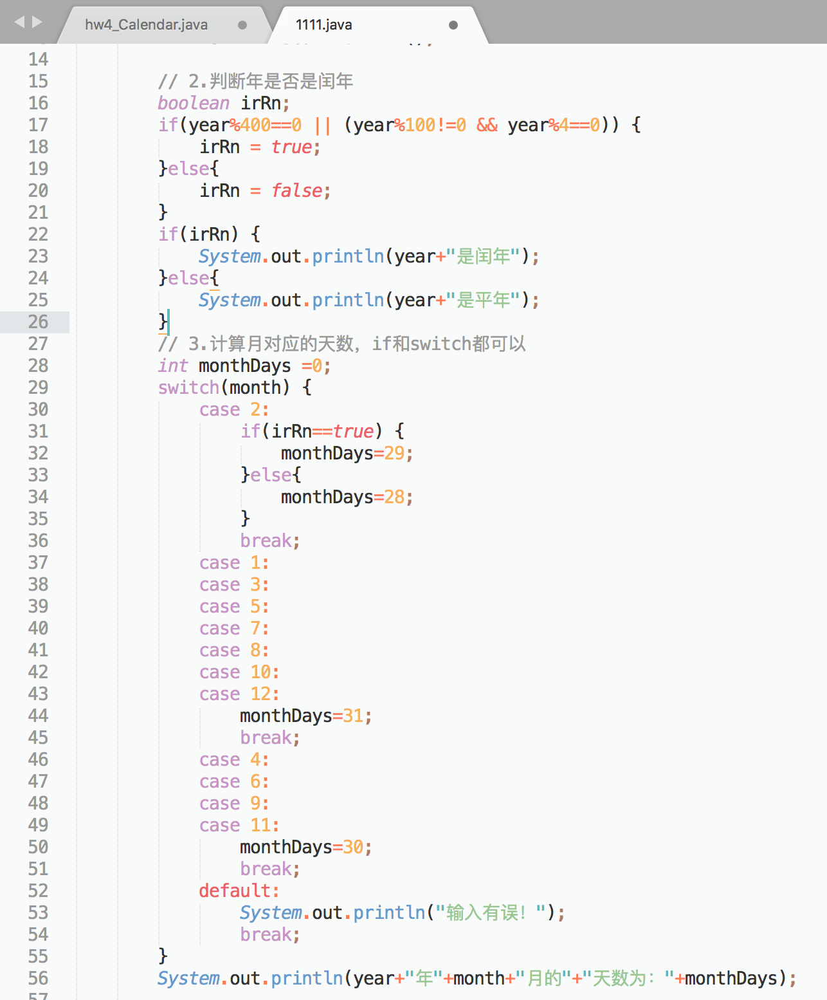 hw4_Calendar.java
1111.java
14
15 // 2.判断年是否是闰年
16 boolean irRn;
17 if(year%400==0 || (year%100!=0 && year%4==0)) {
18 irRn = true;
19 }else{
20 irRn = false;
21 }
22 if(irRn) {
23 System.out.println(year+"是闰年");
24 }else{
25 System.out.println(year+"是平年");
26 }
27 // 3.计算月对应的天数，if和switch都可以
28 int monthDays =0;
29 switch(month) {
30 case 2:
31 if(irRn==true) {
32 monthDays=29;
33 }else{
34 monthDays=28;
35 }
36 break;
37 case 1:
38 case 3:
39 case 5:
40 case 7:
41 case 8:
42 case 10:
43 case 12:
44 monthDays=31;
45 break;
46 case 4:
47 case 6:
48 case 9:
49 case 11:
50 monthDays=30;
51 break;
52 default:
53 System.out.println("输入有误！");
54 break;
55 }
56 System.out.println(year+"年"+month+"月的"+"天数为："+monthDays);
57